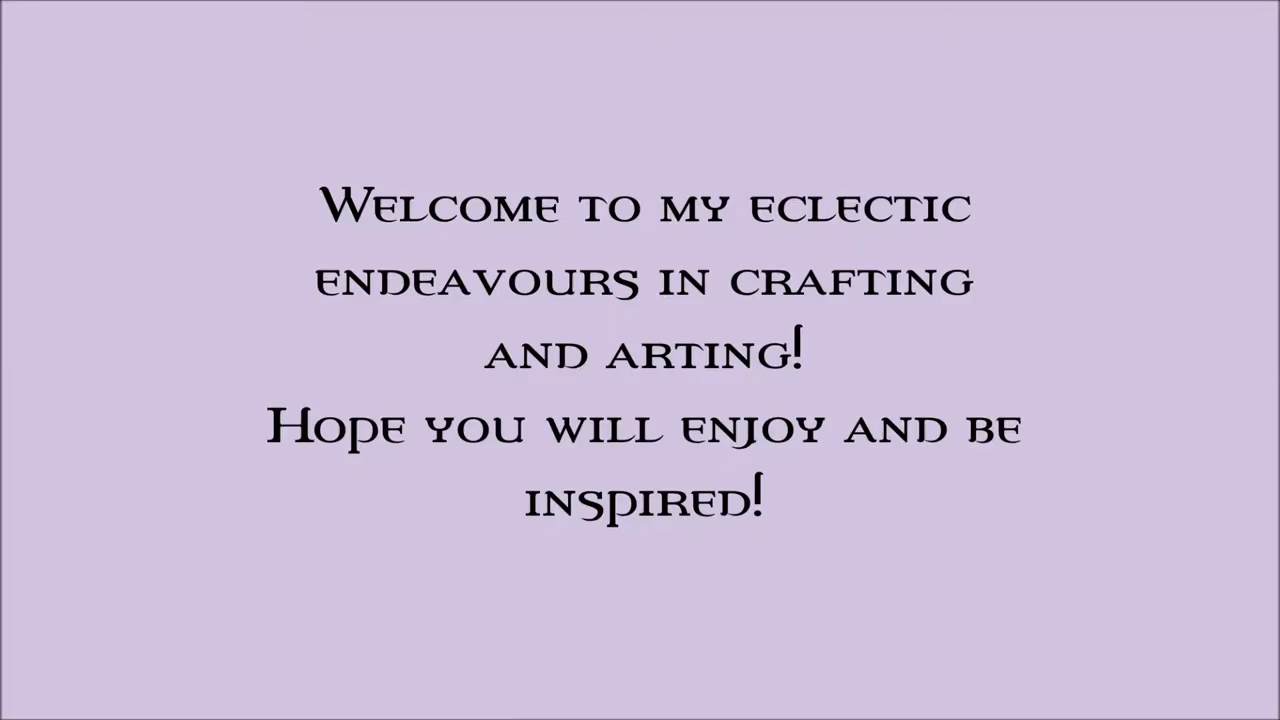 Welcome to my eclectic
endeavours in crafting
and arting!
Hope you will enjoy and be
inspired!